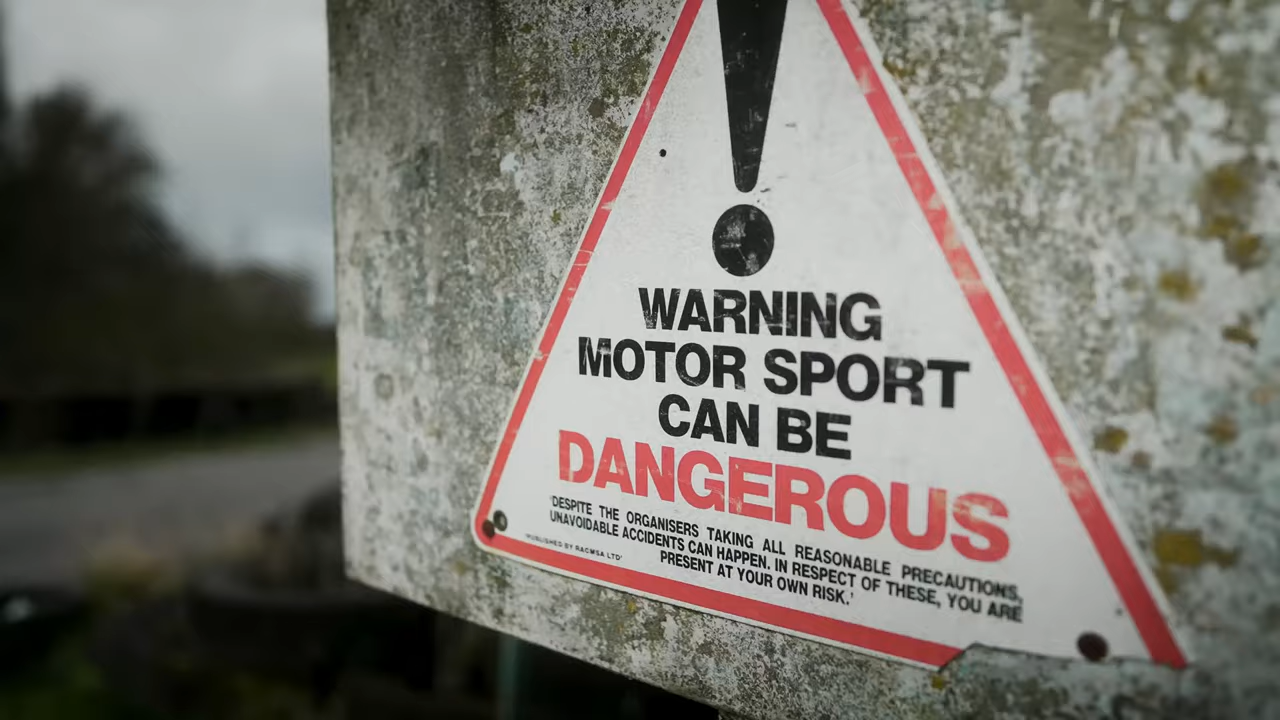 WARNING
MOTOR SPORT
CAN BE
DANGEROUS
'DESPITE THE ORGANISERS TAKING ALL REASONABLE PRECAUTIONS,
UNAVOIDABLE ACCIDENTS CAN HAPPEN. IN RESPECT OF THESE, YOU ARE
PRESENT AT YOUR OWN RISK.'
'PUBLISHED BY RACMSA LTD'